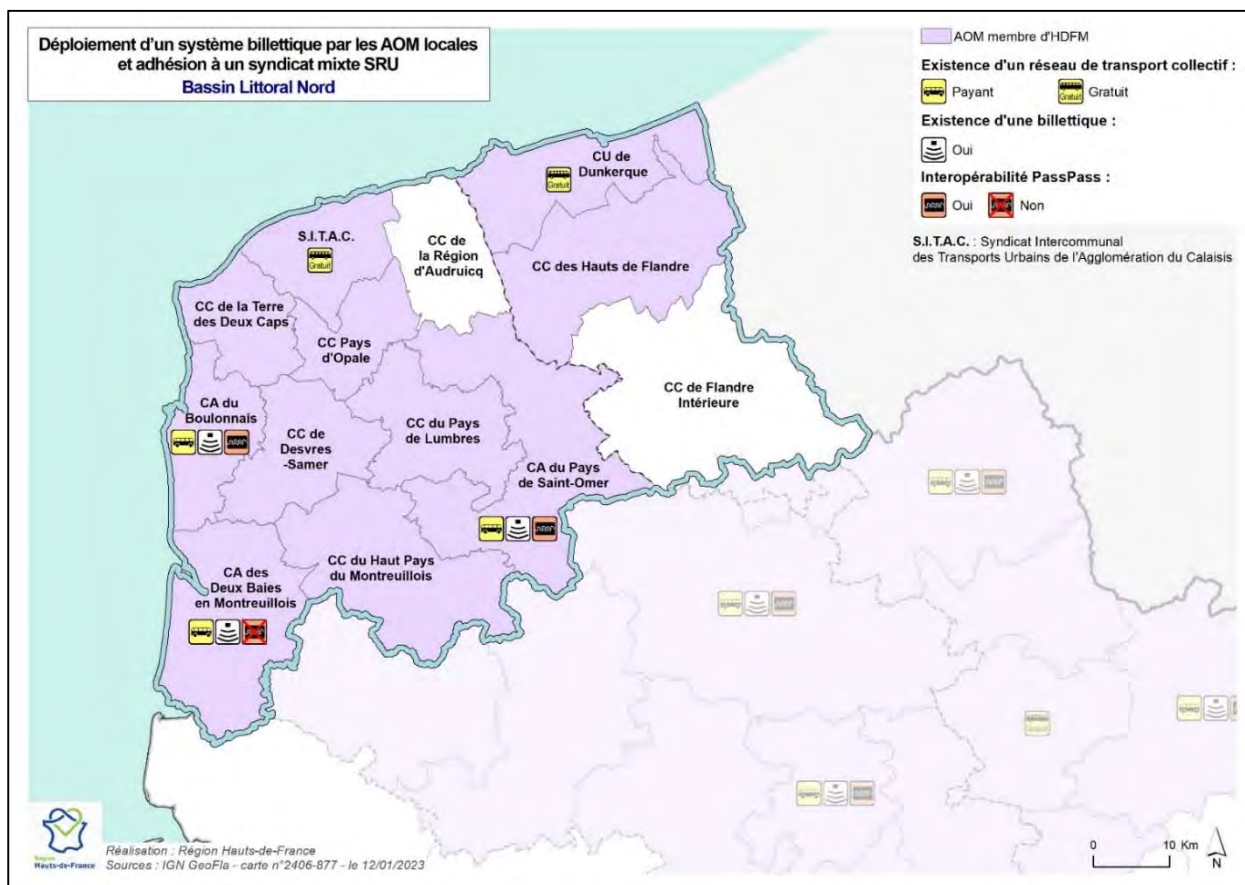 Déploiement d'un système billettique par les AOM locales
et adhésion à un syndicat mixte SRU
Bassin Littoral Nord
AOM membre d'HDFM
Existence d'un réseau de transport collectif :
Payant
Gratuit
Gratuit
Existence d'une billettique :
Oui
Interopérabilité PassPass :
Oui
Non
S.I.T.A.C. : Syndicat Intercommunal
des Transports Urbains de l'Agglomération du Calaisis
CU de
Dunkerque
Gratuit
S.I.T.A.C.
Gratuit
CC de
la Région
d'Audruicq
CC des Hauts de Flandre
CC de la Terre
des Deux Caps
CC Pays
d'Opale
CC de Flandre
Intérieure
CA du
Boulonnais
CC de
Desvres
-Samer
CC du Pays
de Lumbres
CA du Pays
de Saint-Omer
CC du Haut Pays
du Montreuillois
CA des
Deux Baies
en Montreuillois
Gratuit
Région
Hauts-de-France
Réalisation : Région Hauts-de-France
Sources : IGN GeoFla - carte n°2406-877 - le 12/01/2023
0 10 Km
N